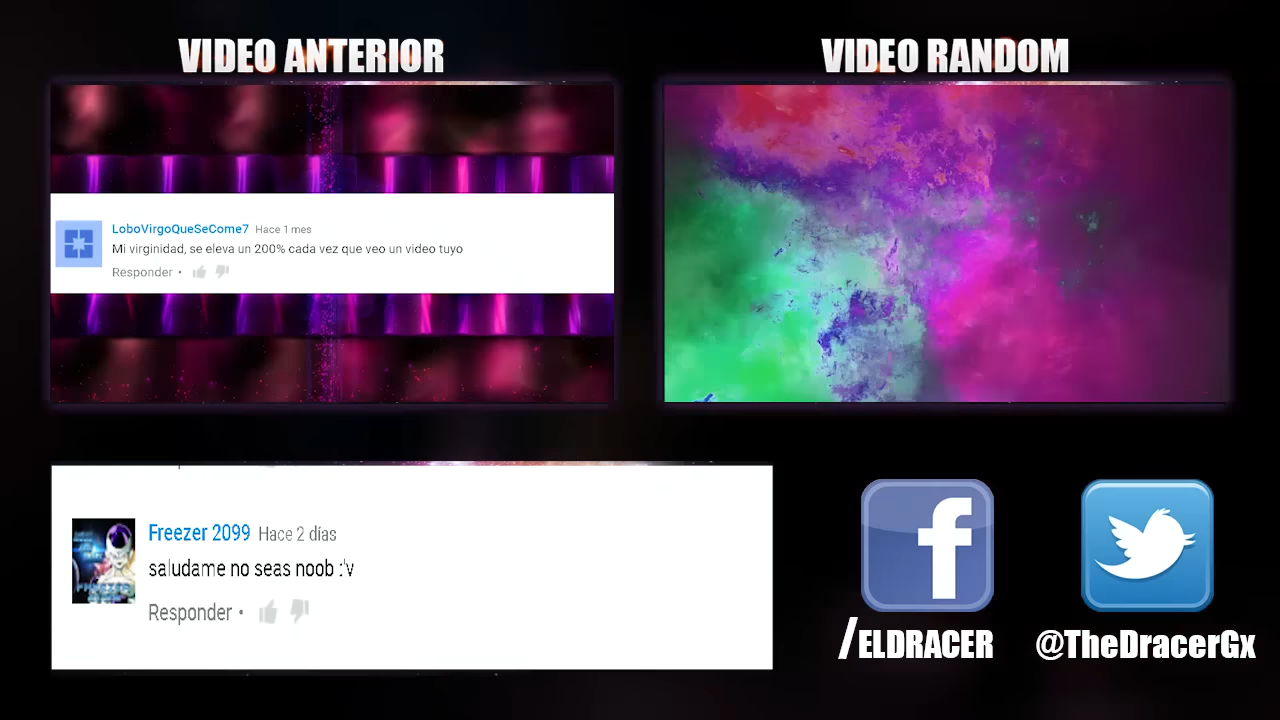 VIDEO ANTERIOR
VIDEO RANDOM
LoboVirgoQueSeCome7 Hace 1 mes
Mi virginidad, se eleva un 200% cada vez que veo un video tuyo
Responder •
Freezer 2099 Hace 2 días
saludame no seas noob :'v
Responder •
/ELDRACER
@TheDracerGx